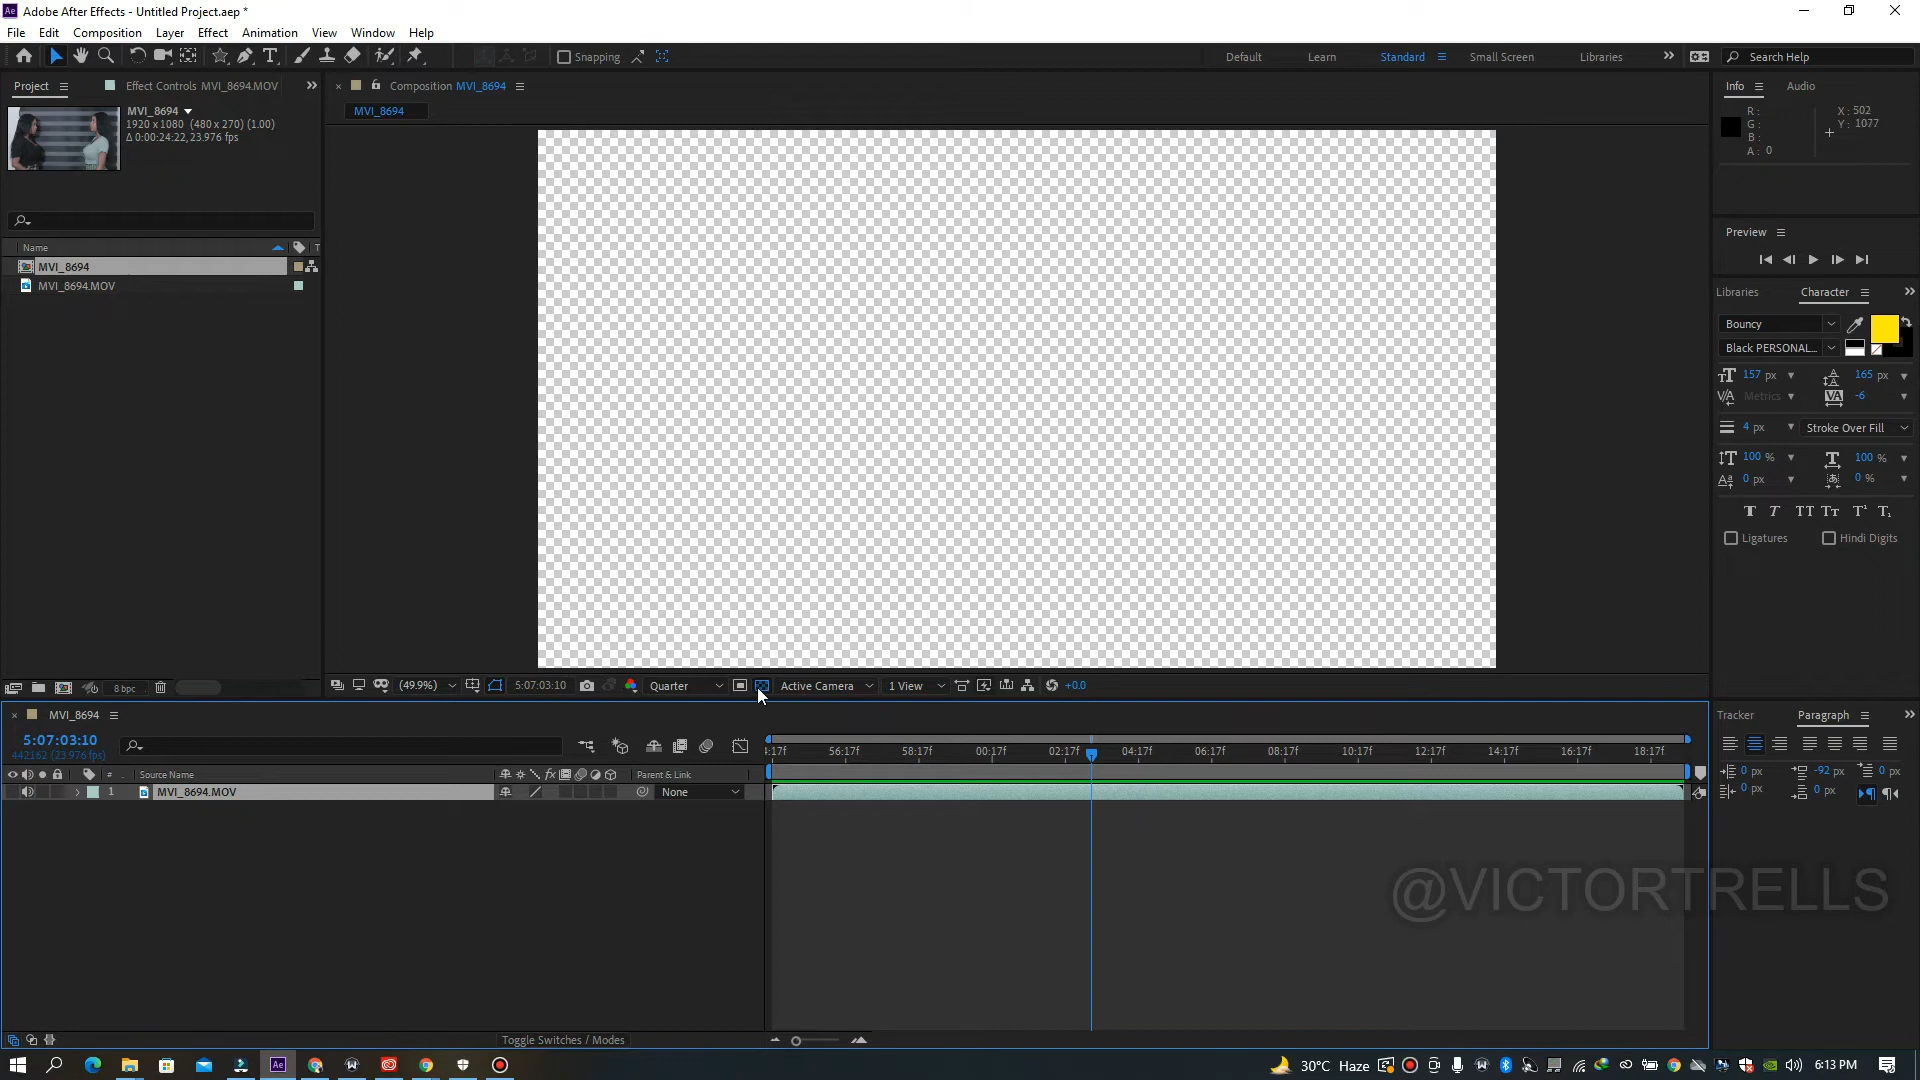 Adobe After Effects - Untitled Project.aep *
File Edit Composition Layer Effect Animation View Window Help
Snapping
Default Learn Standard Small Screen Libraries
Search Help
Project Effect Controls MVI_8694.MOV
Composition MVI_8694
Info Audio
MVI_8694
1920 x 1080 (480 x 270) (1.00)
Δ 0:00:24:22, 23.976 fps
MVI_8694
R :
G :
B :
A : 0
X : 502
Y : 1077
Name T
MVI_8694
MVI_8694.MOV
Preview
Libraries Character
Bouncy
Black PERSONAL...
157 px 165 px
Metrics -6
4 px Stroke Over Fill
100 % 100 %
0 px 0 %
Ligatures Hindi Digits
8 bpc
(49.9%) 5:07:03:10 Quarter Active Camera 1 View +0.0
MVI_8694
5:07:03:10
442162 (23.976 fps)
4:17f 56:17f 58:17f 00:17f 02:17f 04:17f 06:17f 08:17f 10:17f 12:17f 14:17f 16:17f 18:17f
# Source Name Parent & Link
1 MVI_8694.MOV None
Tracker Paragraph
0 px -92 px 0 px
0 px 0 px
@VICTORTRELLS
Toggle Switches / Modes
30°C Haze 6:13 PM